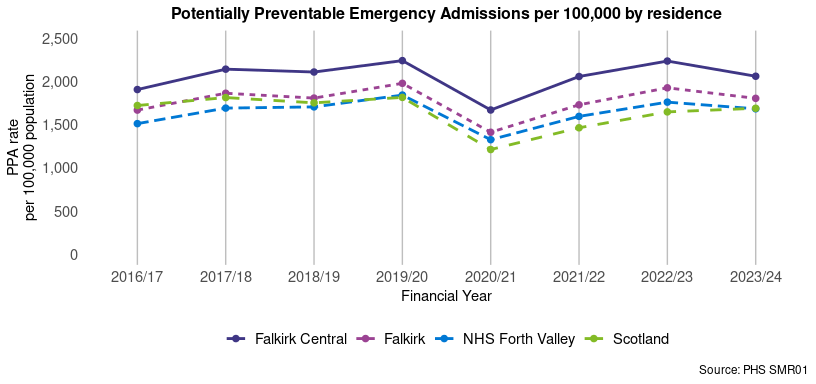 Potentially Preventable Emergency Admissions per 100,000 by residence
2,500
2,000
1,500
1,000
500
0
PPA rate
per 100,000 population
2016/17 2017/18 2018/19 2019/20 2020/21 2021/22 2022/23 2023/24
Financial Year
Falkirk Central Falkirk NHS Forth Valley Scotland
Source: PHS SMR01